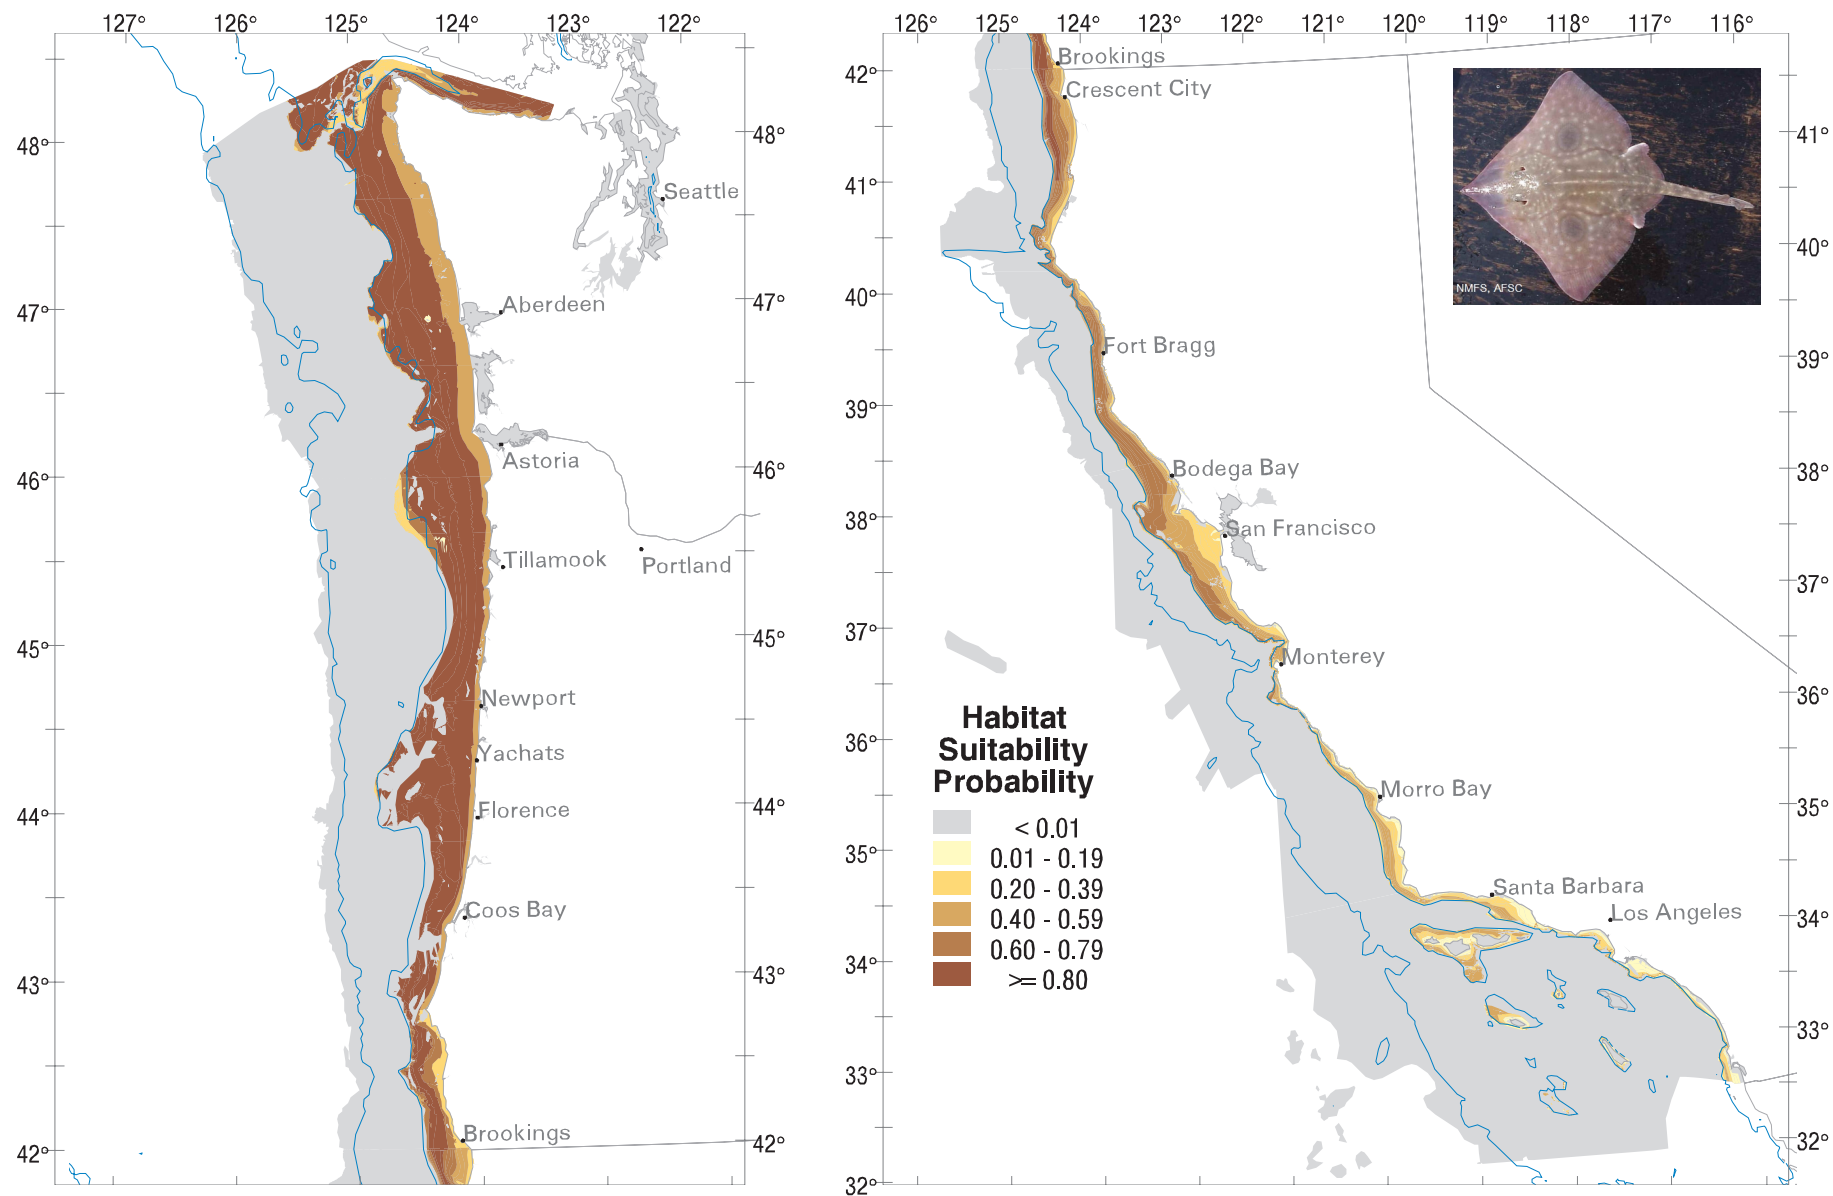 127° 126° 125° 124° 123° 122°
48° 48°
Seattle
47° 47°
Aberdeen
Astoria
46° 46°
Tillamook
Portland
45° 45°
Newport
Yachats
44° 44°
Florence
Coos Bay
43° 43°
Brookings
42° 42°
126° 125° 124° 123° 122° 121° 120° 119° 118° 117° 116°
Brookings
42°
Crescent City
41°
41°
40°
40°
NMFS, AFSC
Fort Bragg
39°
39°
Bodega Bay
38°
38°
San Francisco
37°
37°
Monterey
36°
36°
Morro Bay
35°
35°
Santa Barbara
Los Angeles
34°
34°
33°
33°
32°
32°
Habitat
Suitability
Probability
< 0.01
0.01 - 0.19
0.20 - 0.39
0.40 - 0.59
0.60 - 0.79
>= 0.80